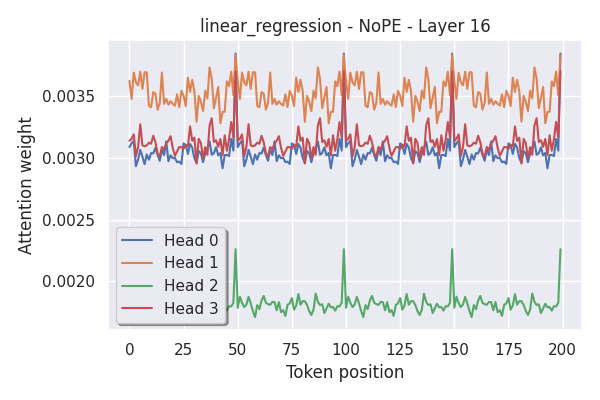 linear_regression - NoPE - Layer 16
Attention weight
0.0035
0.0030
0.0025
0.0020
Head 0
Head 1
Head 2
Head 3
0 25 50 75 100 125 150 175 200
Token position